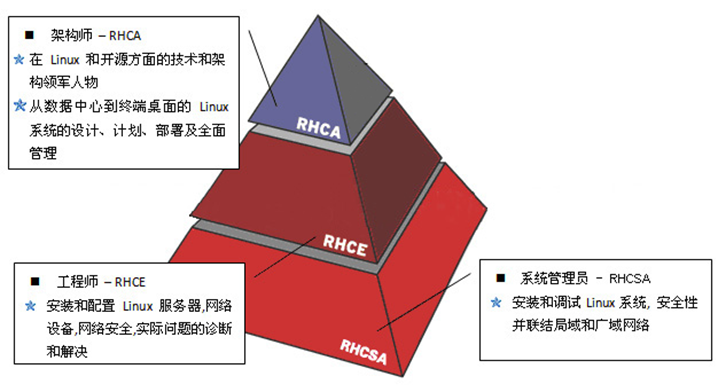 ■ 架构师 – RHCA
在 Linux 和开源方面的技术和架
构领军人物
从数据中心到终端桌面的 Linux
系统的设计、计划、部署及全面
管理
RHCA
RHCE
RHCSA
■ 工程师 – RHCE
安装和配置 Linux 服务器,网络
设备,网络安全,实际问题的诊断
和解决
■ 系统管理员 - RHCSA
安装和调试 Linux 系统, 安全性
并联结局域和广域网络